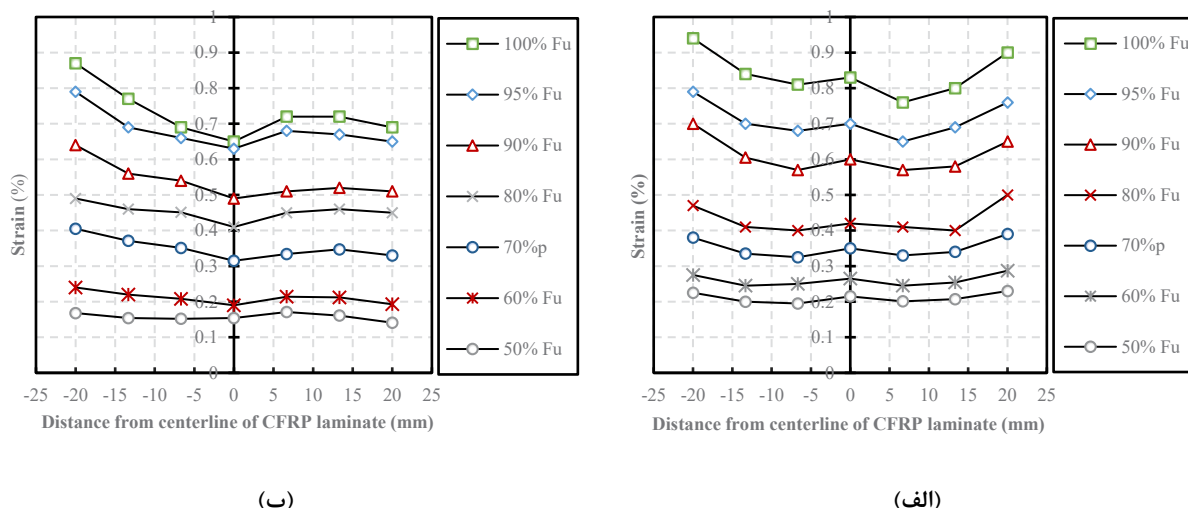 1
0.9
0.8
0.7
0.6
0.5
0.4
0.3
0.2
0.1
0
-25 -20 -15 -10 -5 0 5 10 15 20 25
Strain (%)
Distance from centerline of CFRP laminate (mm)
100% Fu
95% Fu
90% Fu
80% Fu
70%p
60% Fu
50% Fu
(ب)
1
0.9
0.8
0.7
0.6
0.5
0.4
0.3
0.2
0.1
0
-25 -20 -15 -10 -5 0 5 10 15 20 25
Strain (%)
Distance from centerline of CFRP laminate (mm)
100% Fu
95% Fu
90% Fu
80% Fu
70%p
60% Fu
50% Fu
(الف)